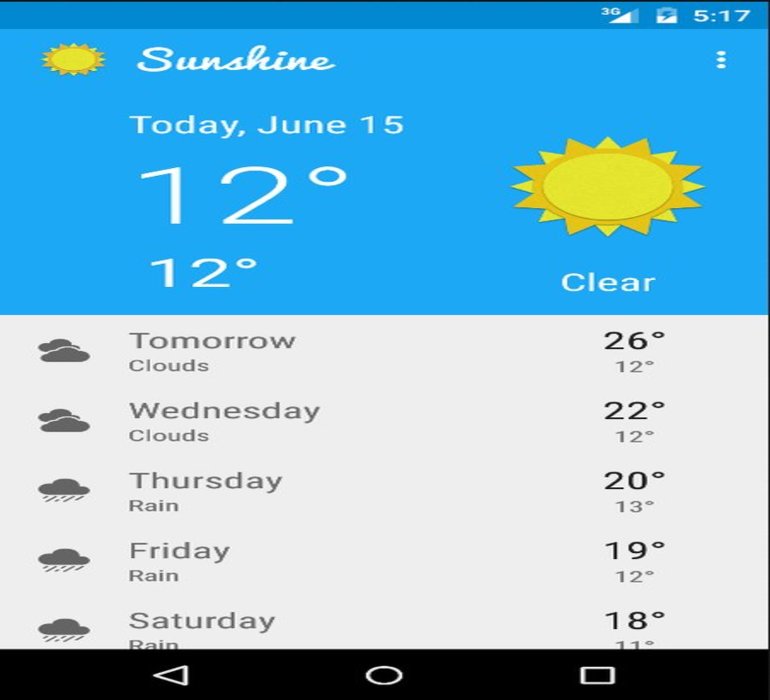 3G 5:17
Sunshine
Today, June 15
12°
12°
Clear
Tomorrow 26°
Clouds 12°
Wednesday 22°
Clouds 12°
Thursday 20°
Rain 13°
Friday 19°
Rain 12°
Saturday 18°
Rain 11°